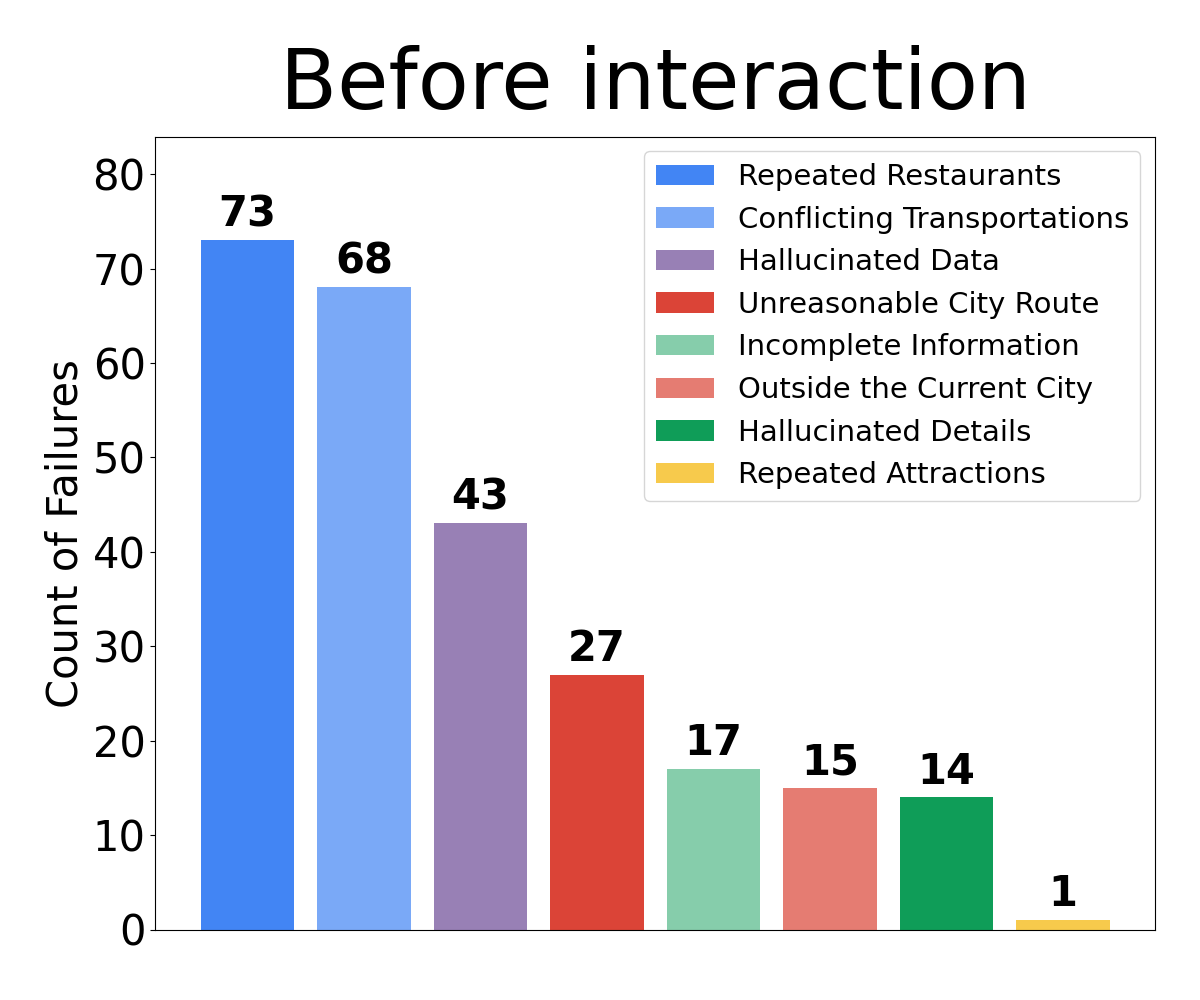 Before interaction
Count of Failures
80
70
60
50
40
30
20
10
0
73
68
43
27
17
15
14
1
Repeated Restaurants
Conflicting Transportations
Hallucinated Data
Unreasonable City Route
Incomplete Information
Outside the Current City
Hallucinated Details
Repeated Attractions